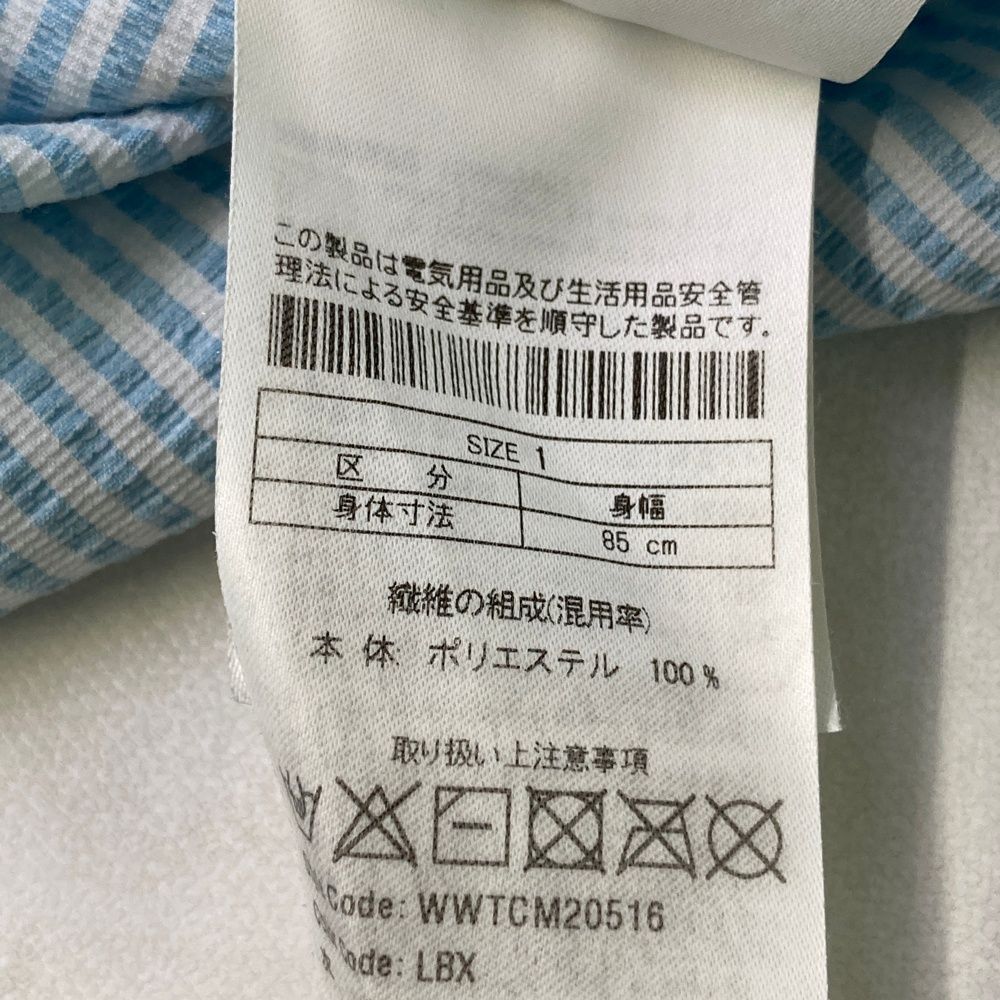 この製品は電気用品及び生活用品安全管
理法による安全基準を順守した製品です。
SIZE 1
区 分 身幅
身体寸法 85 cm
繊維の組成(混用率)
本 体 ポリエステル 100 %
取り扱い上注意事項
Code: WWTCM20516
Code: LBX